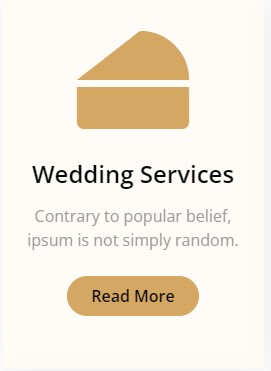 Wedding Services
Contrary to popular belief,
ipsum is not simply random.
Read More